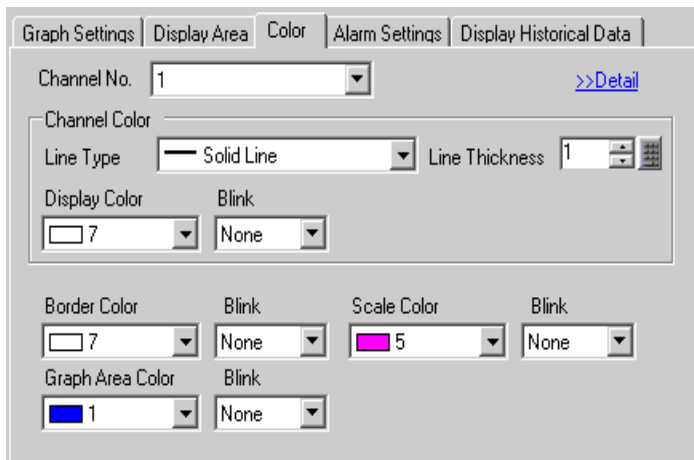 Graph Settings Display Area Color Alarm Settings Display Historical Data
Channel No. 1 >>Detail
Channel Color
Line Type Solid Line Line Thickness 1
Display Color Blink
7 None
Border Color Blink Scale Color Blink
7 None 5 None
Graph Area Color Blink
1 None